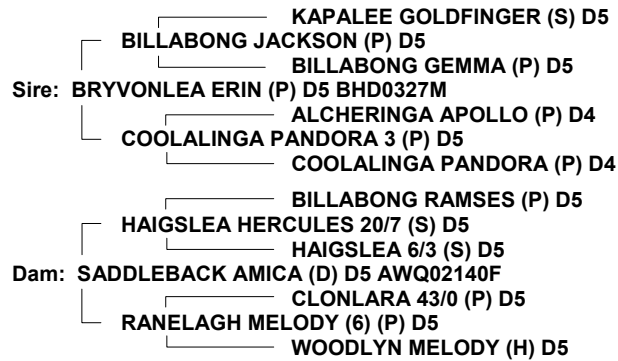 KAPALEE GOLDFINGER (S) D5
BILLABONG JACKSON (P) D5
BILLABONG GEMMA (P) D5
Sire: BRYVONLEA ERIN (P) D5 BHD0327M
ALCHERINGA APOLLO (P) D4
COOLALINGA PANDORA 3 (P) D5
COOLALINGA PANDORA (P) D4
BILLABONG RAMSES (P) D5
HAIGSLEA HERCULES 20/7 (S) D5
HAIGSLEA 6/3 (S) D5
Dam: SADDLEBACK AMICA (D) D5 AWQ02140F
CLONLARA 43/0 (P) D5
RANELAGH MELODY (6) (P) D5
WOODLYN MELODY (H) D5